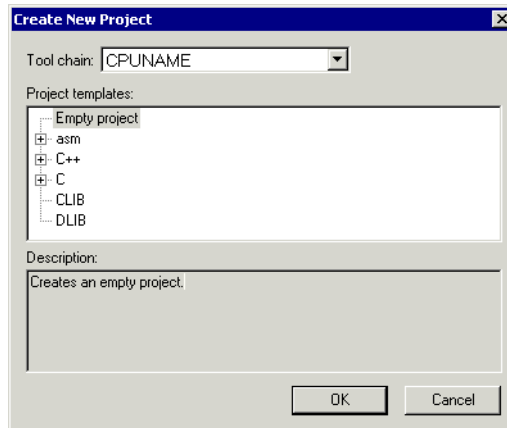 Create New Project
Tool chain: CPUNAME
Project templates:
Empty project
asm
C++
C
CLIB
DLIB
Description:
Creates an empty project.
OK Cancel